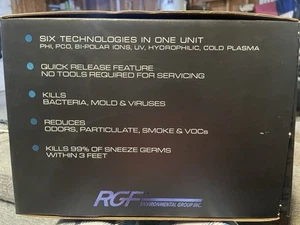 SIX TECHNOLOGIES IN ONE UNIT
PHI, PCO, BI-POLAR IONS, UV, HYDROPHILIC, COLD PLASMA
QUICK RELEASE FEATURE
NO TOOLS REQUIRED FOR SERVICING
KILLS
BACTERIA, MOLD & VIRUSES
REDUCES
ODORS, PARTICULATE, SMOKE & VOCs
KILLS 99% OF SNEEZE GERMS
WITHIN 3 FEET
RGF
ENVIRONMENTAL GROUP, INC.